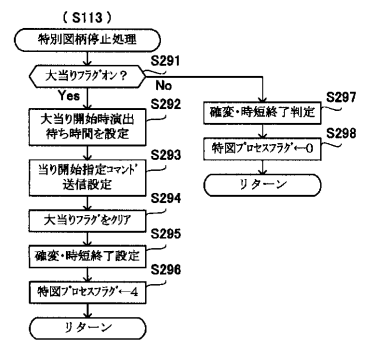 (S113)
特別図柄停止処理
S291
大当りフラグオン?
No
Yes
S292
大当り開始時演出
待ち時間を設定
S293
当り開始指定コマンド
送信設定
S294
大当りフラグをクリア
S295
確変・時短終了設定
S296
特図プロセスフラグ←4
リターン
S297
確変・時短終了判定
S298
特図プロセスフラグ←0
リターン